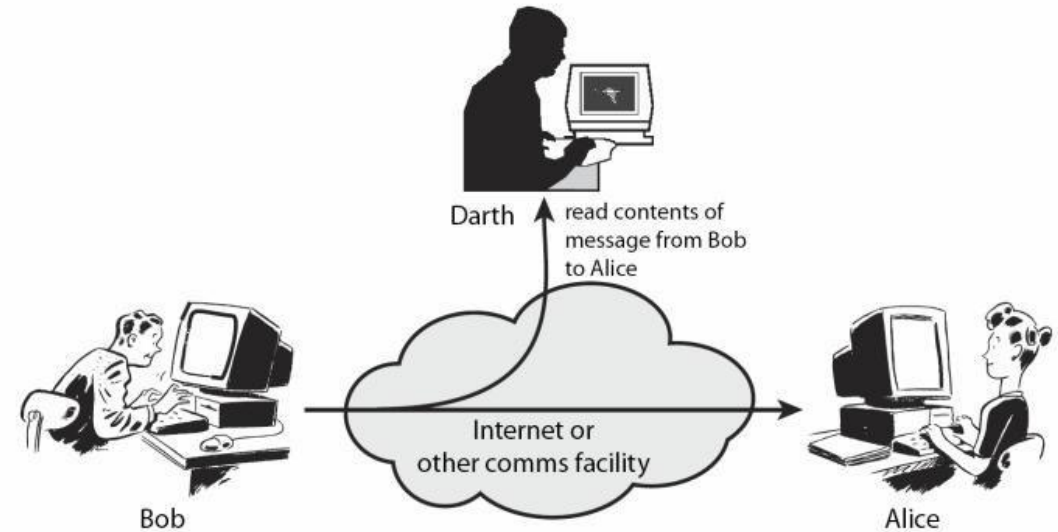 Darth
read contents of
message from Bob
to Alice
Internet or
other comms facility
Bob
Alice